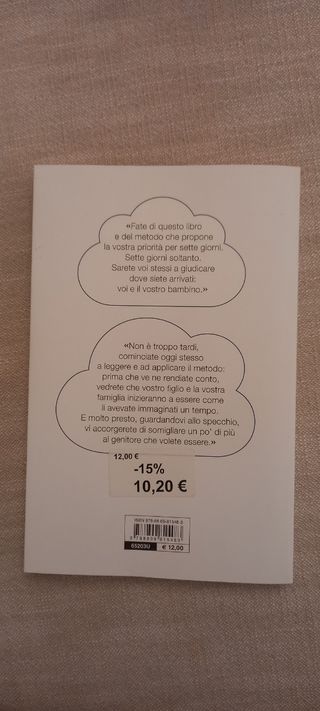 «Fate di questo libro
e del metodo che propone
la vostra priorità per sette giorni.
Sette giorni soltanto.
Sarete voi stessi a giudicare
dove siete arrivati:
voi e il vostro bambino.»
«Non è troppo tardi,
cominciate oggi stesso
a leggere e ad applicare il metodo:
prima che ve ne rendiate conto,
vedrete che vostro figlio e la vostra
famiglia inizieranno a essere come
li avevate immaginati un tempo.
E molto presto, guardandovi allo specchio,
vi accorgerete di somigliare un po' di più
al genitore che volete essere.»
12,00 €
-15%
10,20 €
ISBN
65203U
€ 12,00